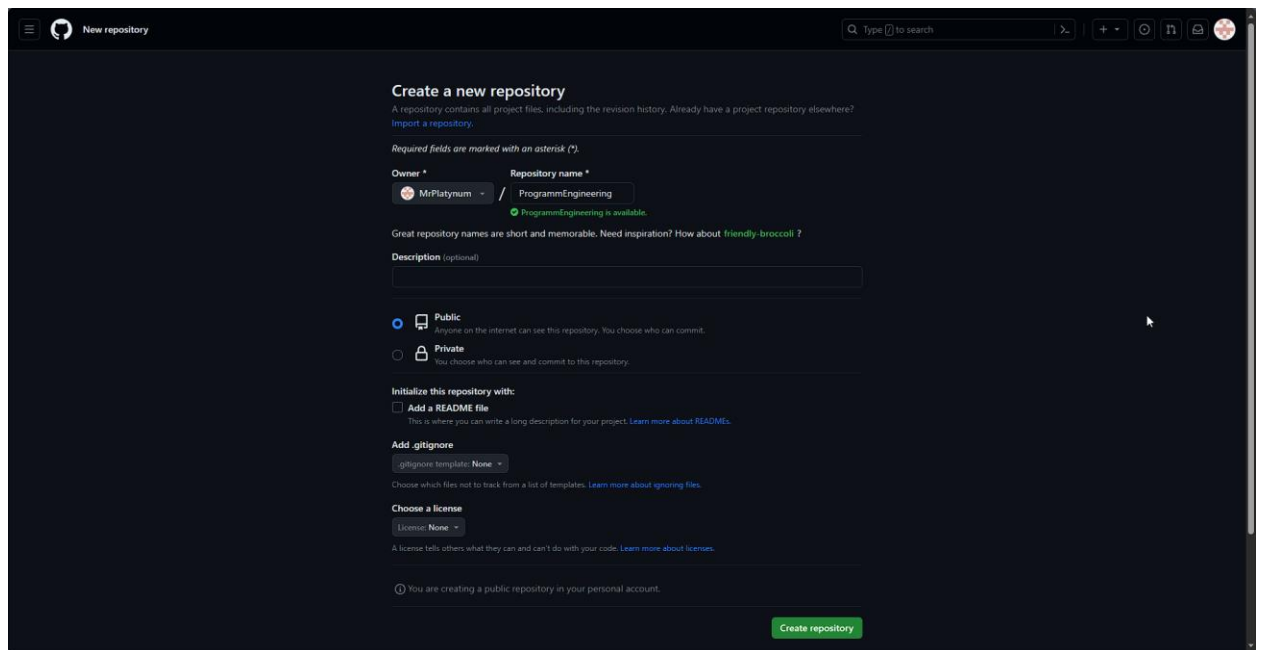 New repository
Type / to search
Create a new repository
A repository contains all project files, including the revision history. Already have a project repository elsewhere?
Import a repository.
Required fields are marked with an asterisk (*).
Owner * Repository name *
MrPlatynum / ProgrammEngineering
ProgrammEngineering is available.
Great repository names are short and memorable. Need inspiration? How about friendly-broccoli ?
Description (optional)
Public
Anyone on the internet can see this repository. You choose who can commit.
Private
You choose who can see and commit to this repository.
Initialize this repository with:
Add a README file
This is where you can write a long description for your project. Learn more about READMEs.
Add .gitignore
.gitignore template: None
Choose which files not to track from a list of templates. Learn more about ignoring files.
Choose a license
License: None
A license tells others what they can and can't do with your code. Learn more about licenses.
You are creating a public repository in your personal account.
Create repository